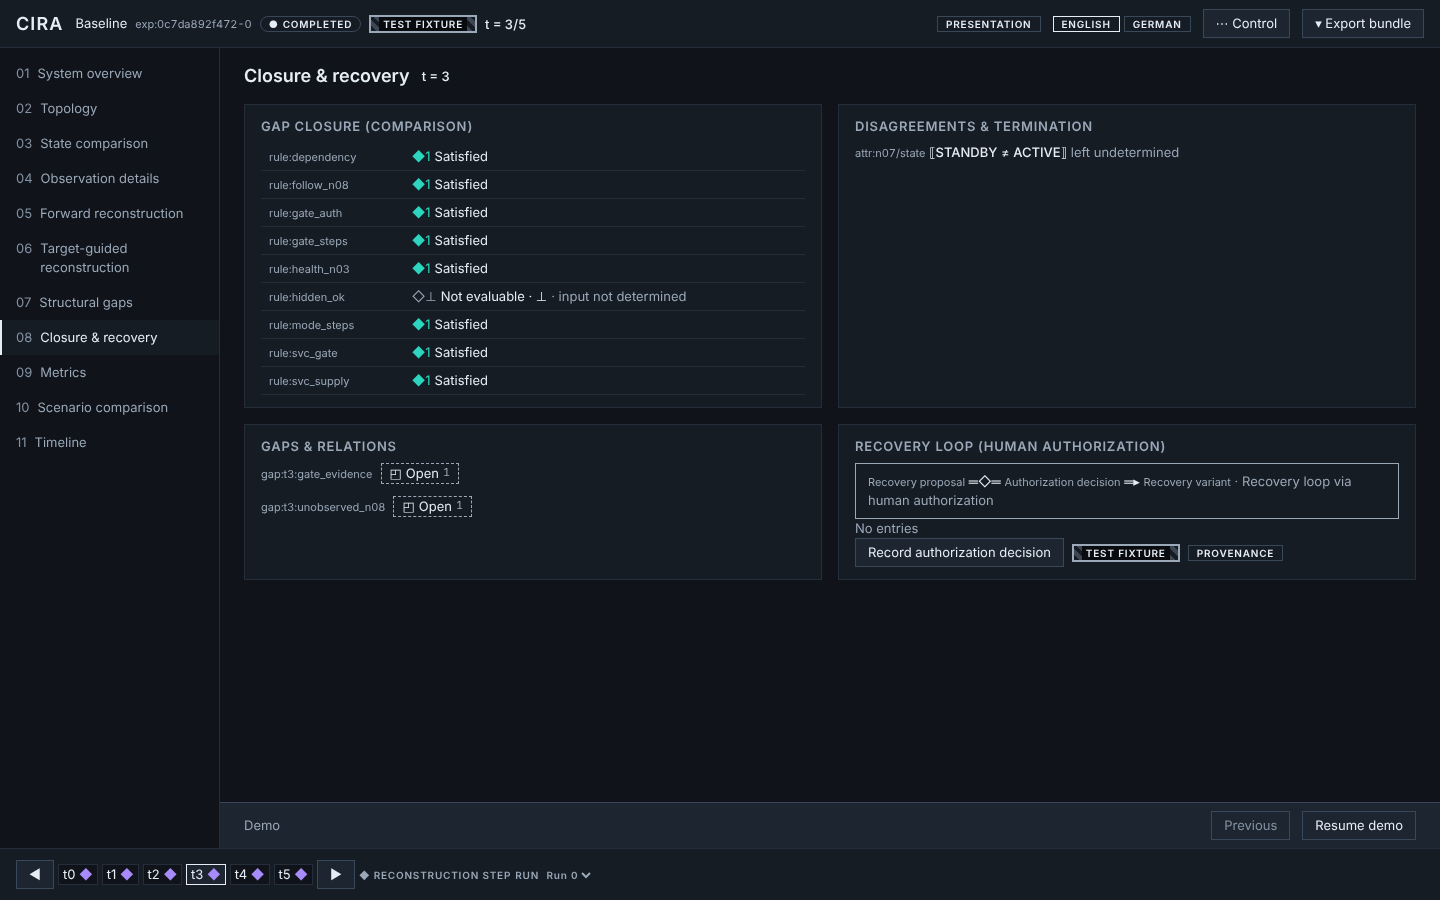 CIRA Baseline exp:0c7da892f472-0 ● COMPLETED TEST FIXTURE t = 3/5 PRESENTATION ENGLISH GERMAN ··· Control ▾ Export bundle
01 System overview
02 Topology
03 State comparison
04 Observation details
05 Forward reconstruction
06 Target-guided
reconstruction
07 Structural gaps
08 Closure & recovery
09 Metrics
10 Scenario comparison
11 Timeline
Closure & recovery t = 3
GAP CLOSURE (COMPARISON)
rule:dependency ◆1 Satisfied
rule:follow_n08 ◆1 Satisfied
rule:gate_auth ◆1 Satisfied
rule:gate_steps ◆1 Satisfied
rule:health_n03 ◆1 Satisfied
rule:hidden_ok ◇⊥ Not evaluable · ⊥ · input not determined
rule:mode_steps ◆1 Satisfied
rule:svc_gate ◆1 Satisfied
rule:svc_supply ◆1 Satisfied
DISAGREEMENTS & TERMINATION
attr:n07/state ⟦STANDBY ≠ ACTIVE⟧ left undetermined
GAPS & RELATIONS
gap:t3:gate_evidence ◰ Open 1
gap:t3:unobserved_n08 ◰ Open 1
RECOVERY LOOP (HUMAN AUTHORIZATION)
Recovery proposal ═◇═ Authorization decision ═▸ Recovery variant · Recovery loop via
human authorization
No entries
Record authorization decision TEST FIXTURE PROVENANCE
Demo Previous Resume demo
◀ t0 ◆ t1 ◆ t2 ◆ t3 ◆ t4 ◆ t5 ◆ ▶ ◆ RECONSTRUCTION STEP RUN Run 0